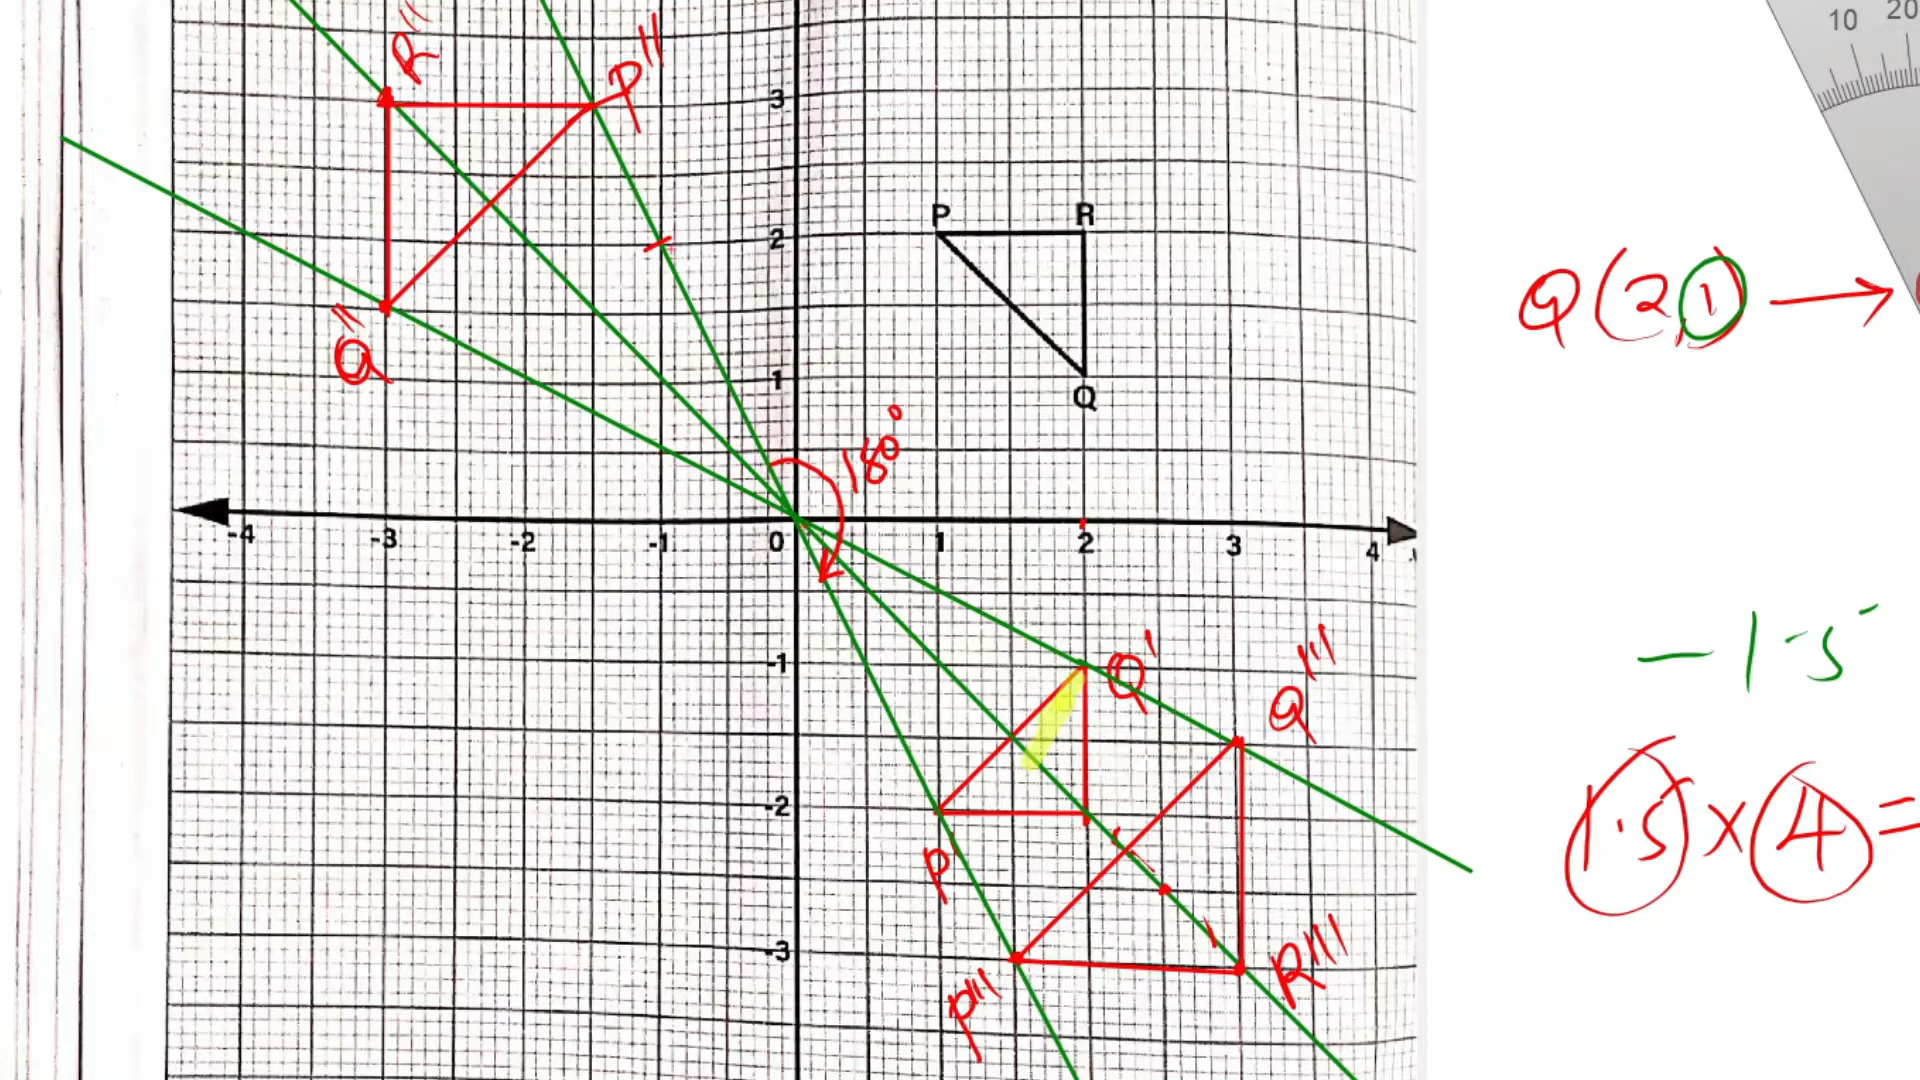 10 20
R''
P''
3
P R
2
Q''
1
Q
Q(2,1) →
180°
-4 -3 -2 -1 0 1 2 3 4
-1
Q'
Q'''
-1.5
-2
P'
1.5 × 4 =
-3
P'''
R'''